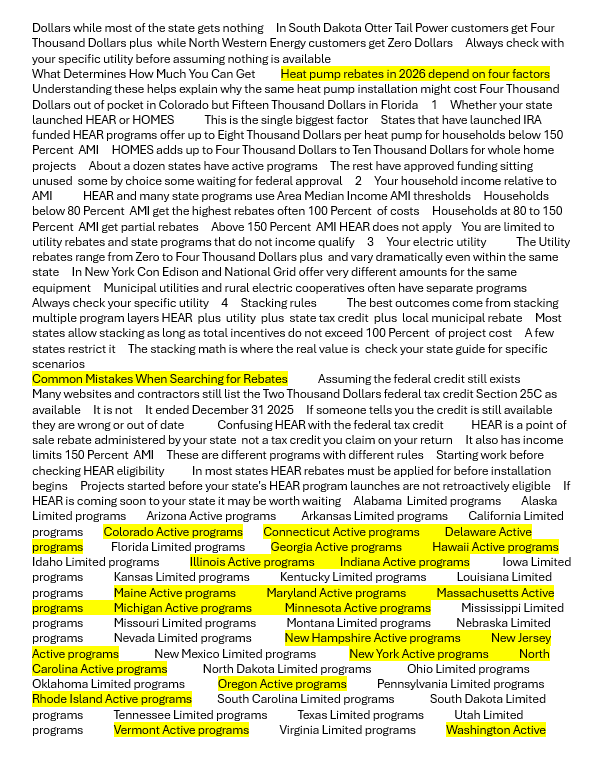 Dollars while most of the state gets nothing In South Dakota Otter Tail Power customers get Four
Thousand Dollars plus while North Western Energy customers get Zero Dollars Always check with
your specific utility before assuming nothing is available
What Determines How Much You Can Get Heat pump rebates in 2026 depend on four factors
Understanding these helps explain why the same heat pump installation might cost Four Thousand
Dollars out of pocket in Colorado but Fifteen Thousand Dollars in Florida 1 Whether your state
launched HEAR or HOMES This is the single biggest factor States that have launched IRA
funded HEAR programs offer up to Eight Thousand Dollars per heat pump for households below 150
Percent AMI HOMES adds up to Four Thousand Dollars to Ten Thousand Dollars for whole home
projects About a dozen states have active programs The rest have approved funding sitting
unused some by choice some waiting for federal approval 2 Your household income relative to
AMI HEAR and many state programs use Area Median Income AMI thresholds Households
below 80 Percent AMI get the highest rebates often 100 Percent of costs Households at 80 to 150
Percent AMI get partial rebates Above 150 Percent AMI HEAR does not apply You are limited to
utility rebates and state programs that do not income qualify 3 Your electric utility The Utility
rebates range from Zero to Four Thousand Dollars plus and vary dramatically even within the same
state In New York Con Edison and National Grid offer very different amounts for the same
equipment Municipal utilities and rural electric cooperatives often have separate programs
Always check your specific utility 4 Stacking rules The best outcomes come from stacking
multiple program layers HEAR plus utility plus state tax credit plus local municipal rebate Most
states allow stacking as long as total incentives do not exceed 100 Percent of project cost A few
states restrict it The stacking math is where the real value is check your state guide for specific
scenarios
Common Mistakes When Searching for Rebates Assuming the federal credit still exists
Many websites and contractors still list the Two Thousand Dollars federal tax credit Section 25C as
available It is not It ended December 31 2025 If someone tells you the credit is still available
they are wrong or out of date Confusing HEAR with the federal tax credit HEAR is a point of
sale rebate administered by your state not a tax credit you claim on your return It also has income
limits 150 Percent AMI These are different programs with different rules Starting work before
checking HEAR eligibility In most states HEAR rebates must be applied for before installation
begins Projects started before your state's HEAR program launches are not retroactively eligible If
HEAR is coming soon to your state it may be worth waiting Alabama Limited programs Alaska
Limited programs Arizona Active programs Arkansas Limited programs California Limited
programs Colorado Active programs Connecticut Active programs Delaware Active
programs Florida Limited programs Georgia Active programs Hawaii Active programs
Idaho Limited programs Illinois Active programs Indiana Active programs Iowa Limited
programs Kansas Limited programs Kentucky Limited programs Louisiana Limited
programs Maine Active programs Maryland Active programs Massachusetts Active
programs Michigan Active programs Minnesota Active programs Mississippi Limited
programs Missouri Limited programs Montana Limited programs Nebraska Limited
programs Nevada Limited programs New Hampshire Active programs New Jersey
Active programs New Mexico Limited programs New York Active programs North
Carolina Active programs North Dakota Limited programs Ohio Limited programs
Oklahoma Limited programs Oregon Active programs Pennsylvania Limited programs
Rhode Island Active programs South Carolina Limited programs South Dakota Limited
programs Tennessee Limited programs Texas Limited programs Utah Limited
programs Vermont Active programs Virginia Limited programs Washington Active